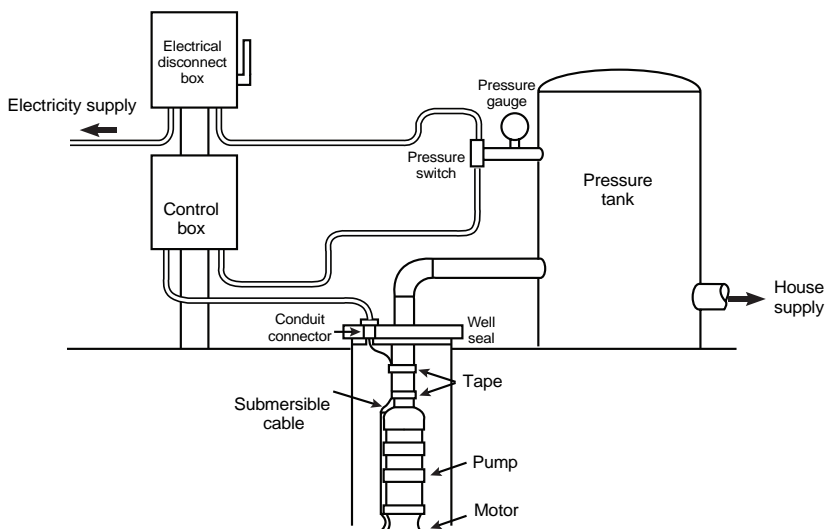 Electrical
disconnect
box
Pressure
gauge
Electricity supply
Pressure
switch
Pressure
tank
Control
box
House
supply
Conduit
connector
Well
seal
Tape
Submersible
cable
Pump
Motor